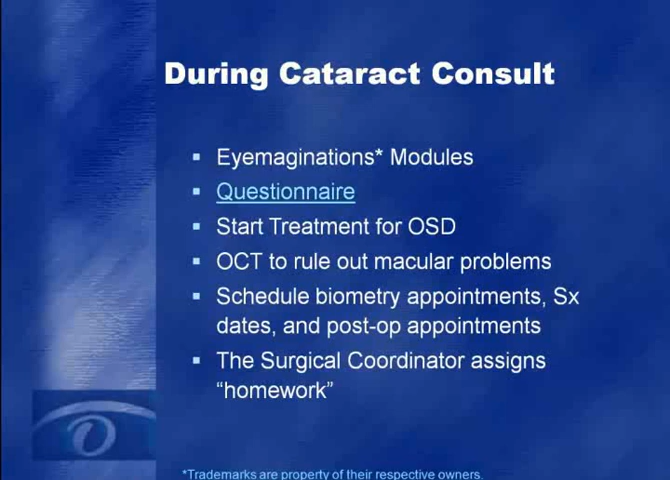 During Cataract Consult
▪ Eyemaginations* Modules
▪ Questionnaire
▪ Start Treatment for OSD
▪ OCT to rule out macular problems
▪ Schedule biometry appointments, Sx
dates, and post-op appointments
▪ The Surgical Coordinator assigns
“homework”
*Trademarks are property of their respective owners.